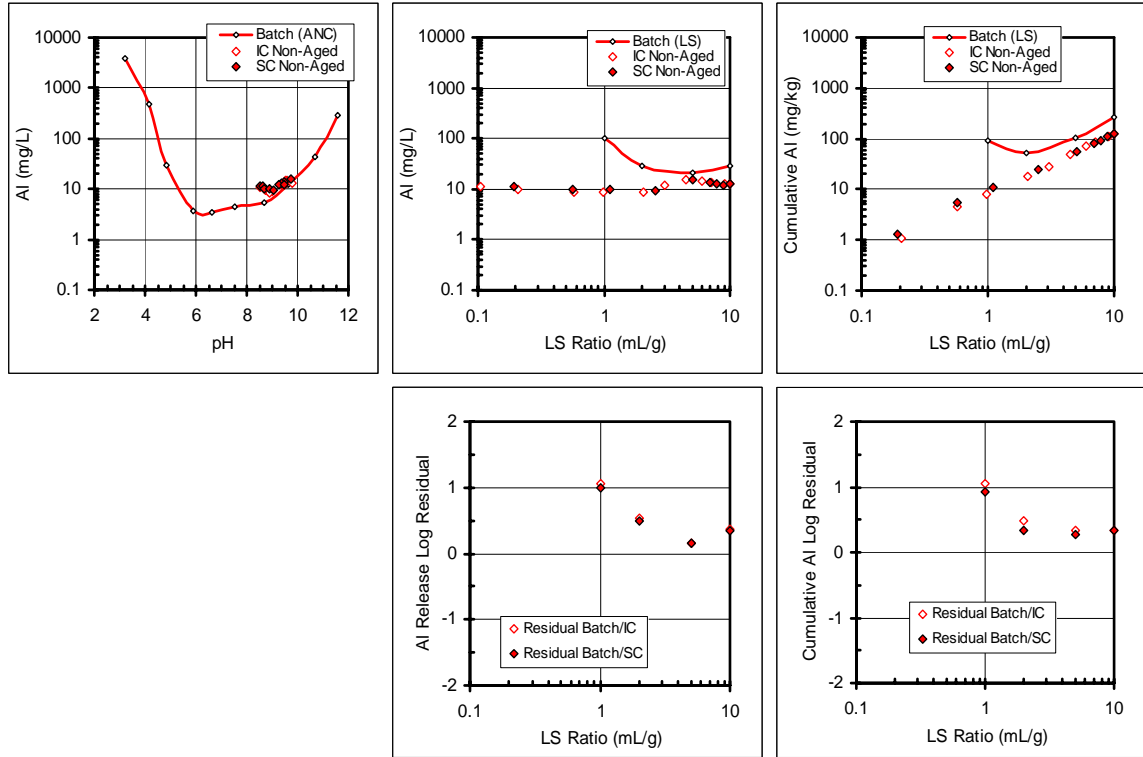 Batch (ANC)
IC Non-Aged
SC Non-Aged
10000
1000
100
10
1
0.1
Al (mg/L)
2 4 6 8 10 12
pH
Batch (LS)
IC Non-Aged
SC Non-Aged
10000
1000
100
10
1
0.1
Al (mg/L)
0.1 1 10
LS Ratio (mL/g)
Batch (LS)
IC Non-Aged
SC Non-Aged
10000
1000
100
10
1
0.1
Cumulative Al (mg/kg)
0.1 1 10
LS Ratio (mL/g)
2
1
0
-1
-2
Al Release Log Residual
Residual Batch/IC
Residual Batch/SC
0.1 1 10
LS Ratio (mL/g)
2
1
0
-1
-2
Cumulative Al Log Residual
Residual Batch/IC
Residual Batch/SC
0.1 1 10
LS Ratio (mL/g)